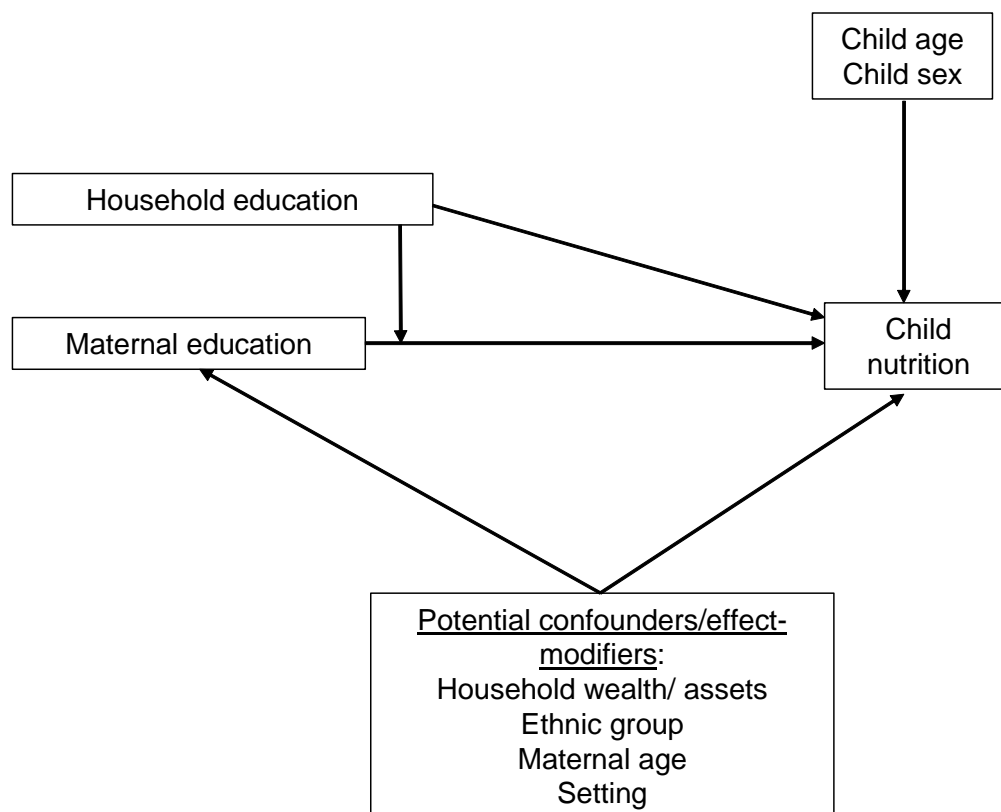 Child age
Child sex
Household education
Maternal education
Child
nutrition
Potential confounders/effect-
modifiers:
Household wealth/ assets
Ethnic group
Maternal age
Setting